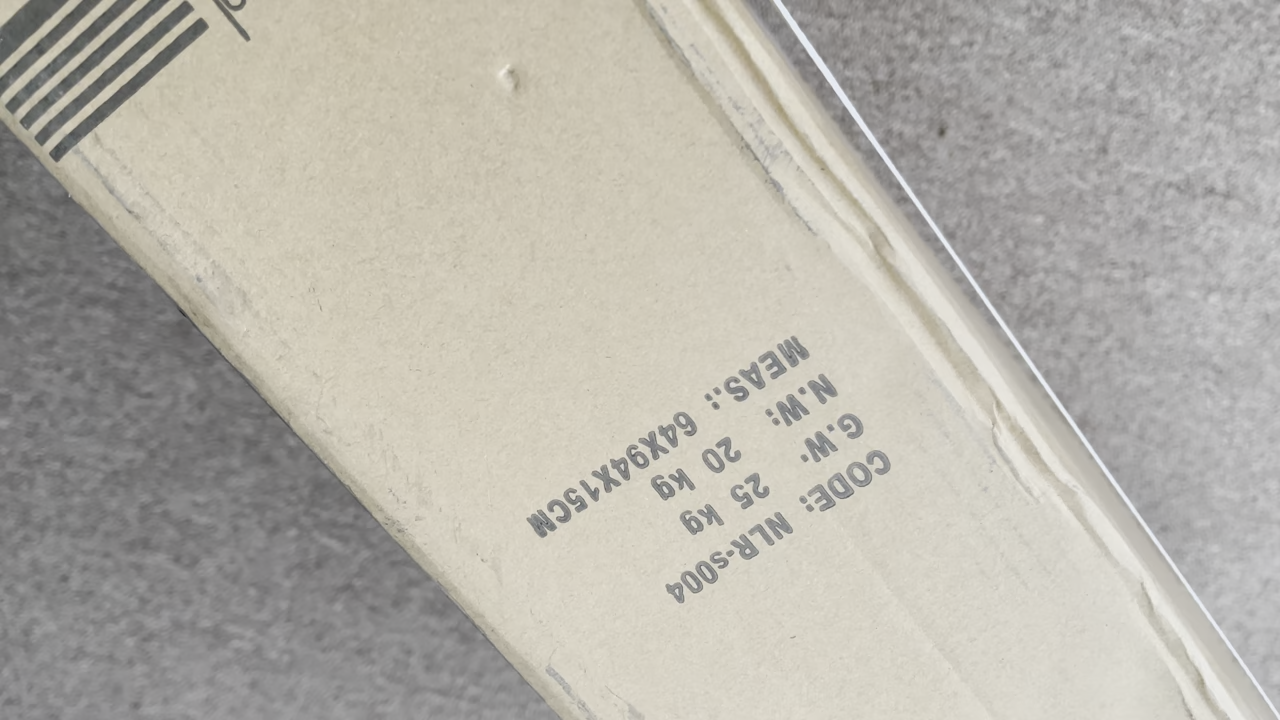 CODE: NLR-s004
G.W: 25 kg
N.W: 20 kg
MEAS.: 64X94X15CM